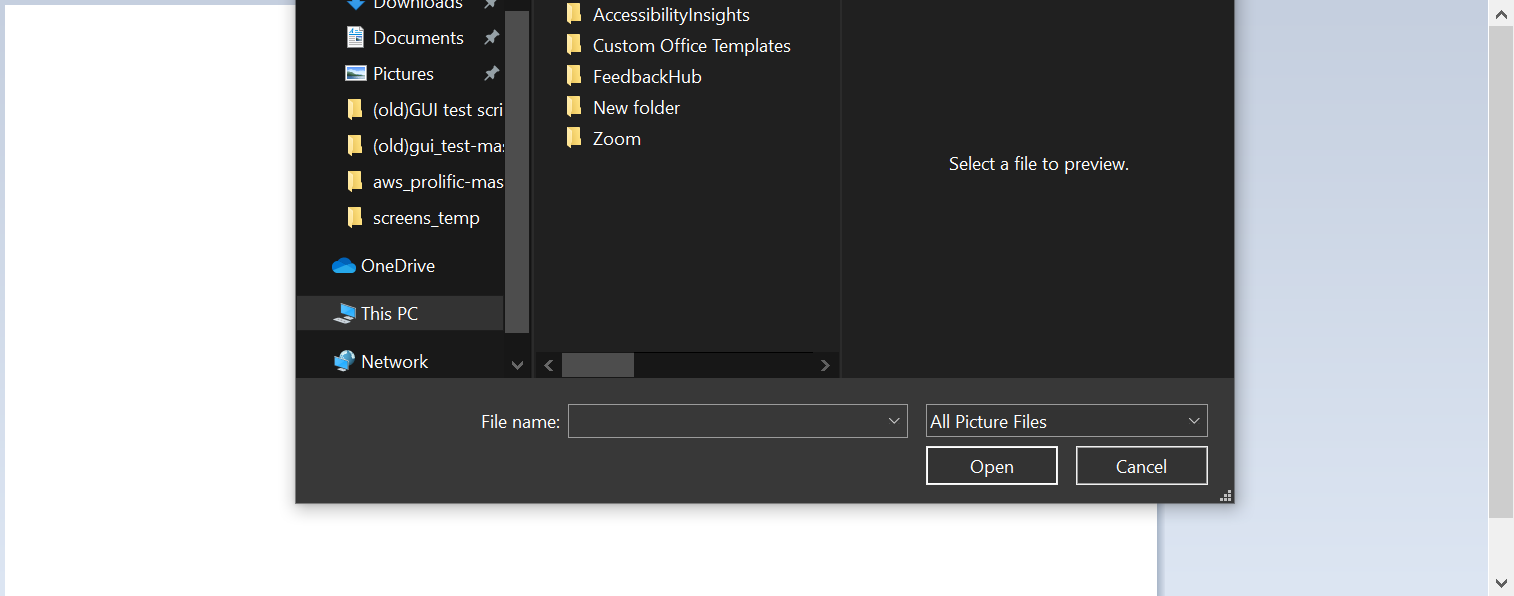 Downloads
Documents
Pictures
(old)GUI test scri
(old)gui_test-mas
aws_prolific-mas
screens_temp
OneDrive
This PC
Network
AccessibilityInsights
Custom Office Templates
FeedbackHub
New folder
Zoom
Select a file to preview.
File name:
All Picture Files
Open
Cancel